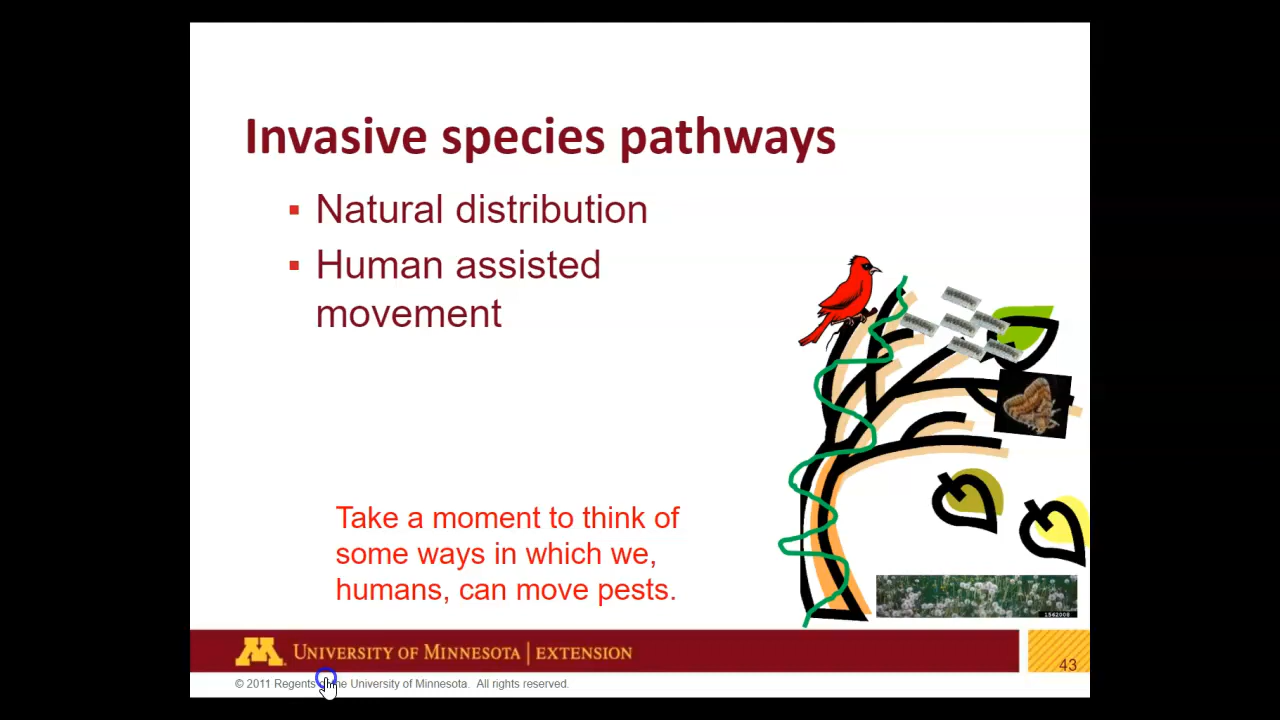 Invasive species pathways
▪ Natural distribution
▪ Human assisted
movement
Take a moment to think of
some ways in which we,
humans, can move pests.
1562008
M UNIVERSITY OF MINNESOTA | EXTENSION
43
© 2011 Regents the University of Minnesota. All rights reserved.